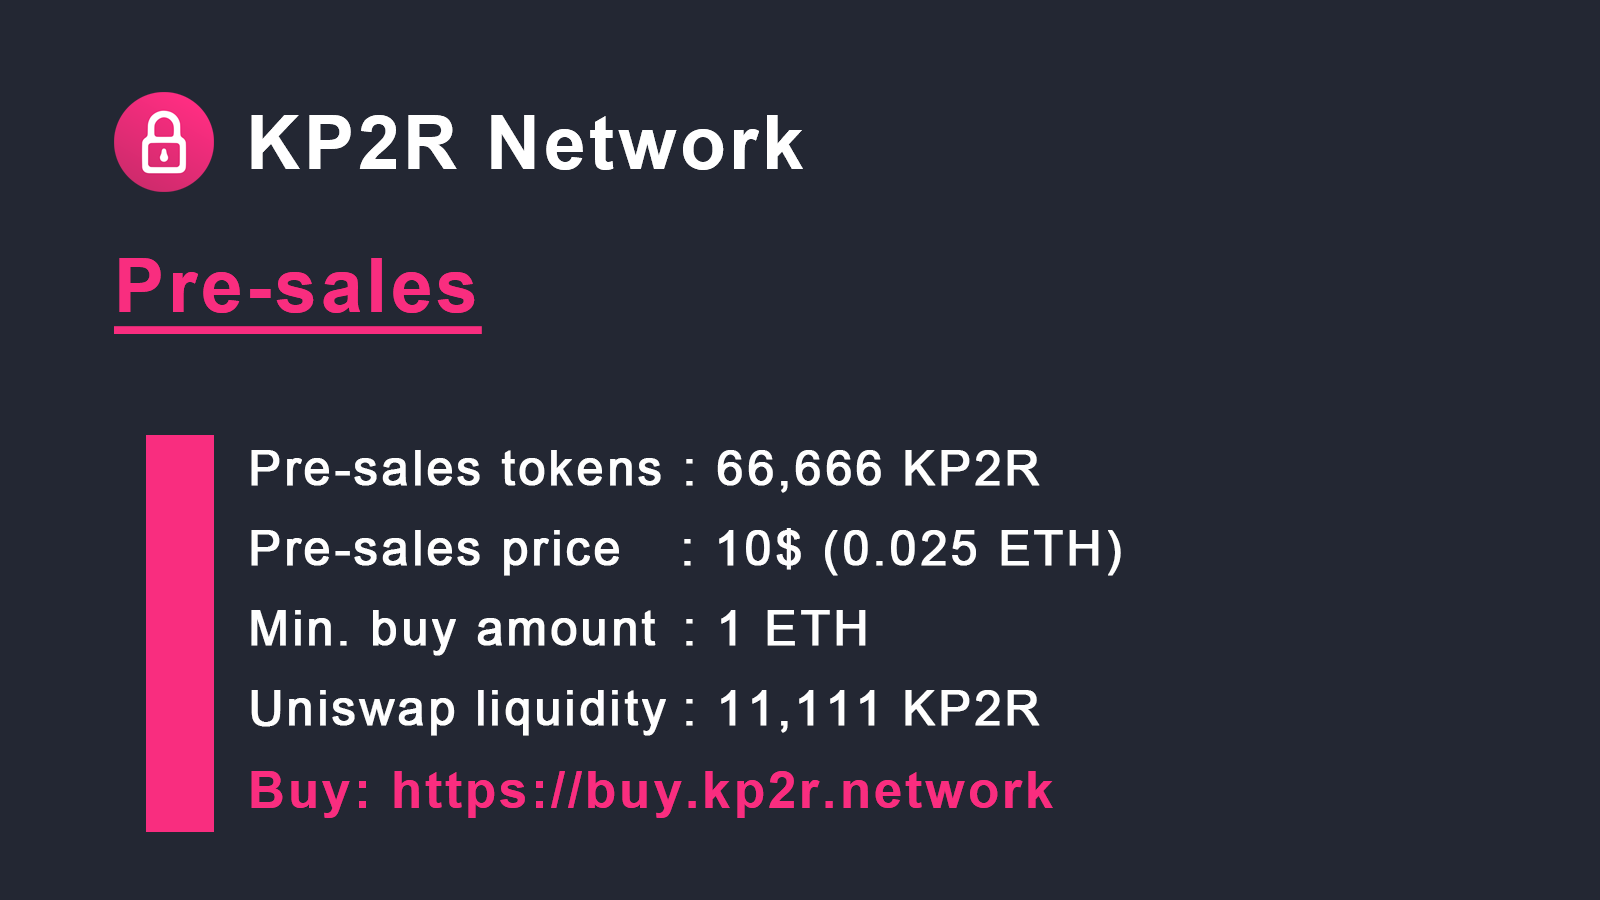 KP2R Network
Pre-sales
Pre-sales tokens : 66,666 KP2R
Pre-sales price : 10$ (0.025 ETH)
Min. buy amount : 1 ETH
Uniswap liquidity : 11,111 KP2R
Buy: https://buy.kp2r.network